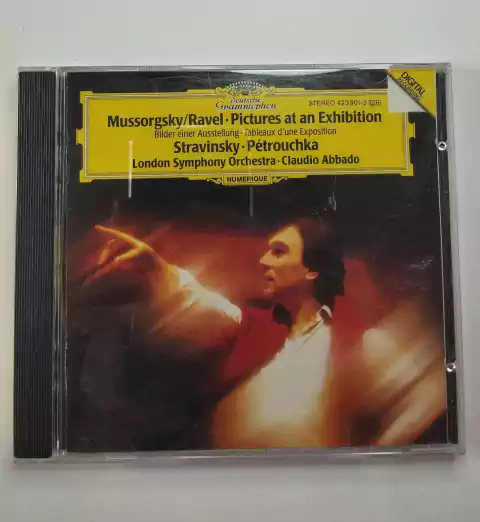 deutsche
Grammophon
STEREO 423 901-2
DIGITAL
Mussorgsky/Ravel · Pictures at an Exhibition
Bilder einer Ausstellung · Tableaux d'une Exposition
Stravinsky · Pétrouchka
London Symphony Orchestra · Claudio Abbado
NUMERIQUE